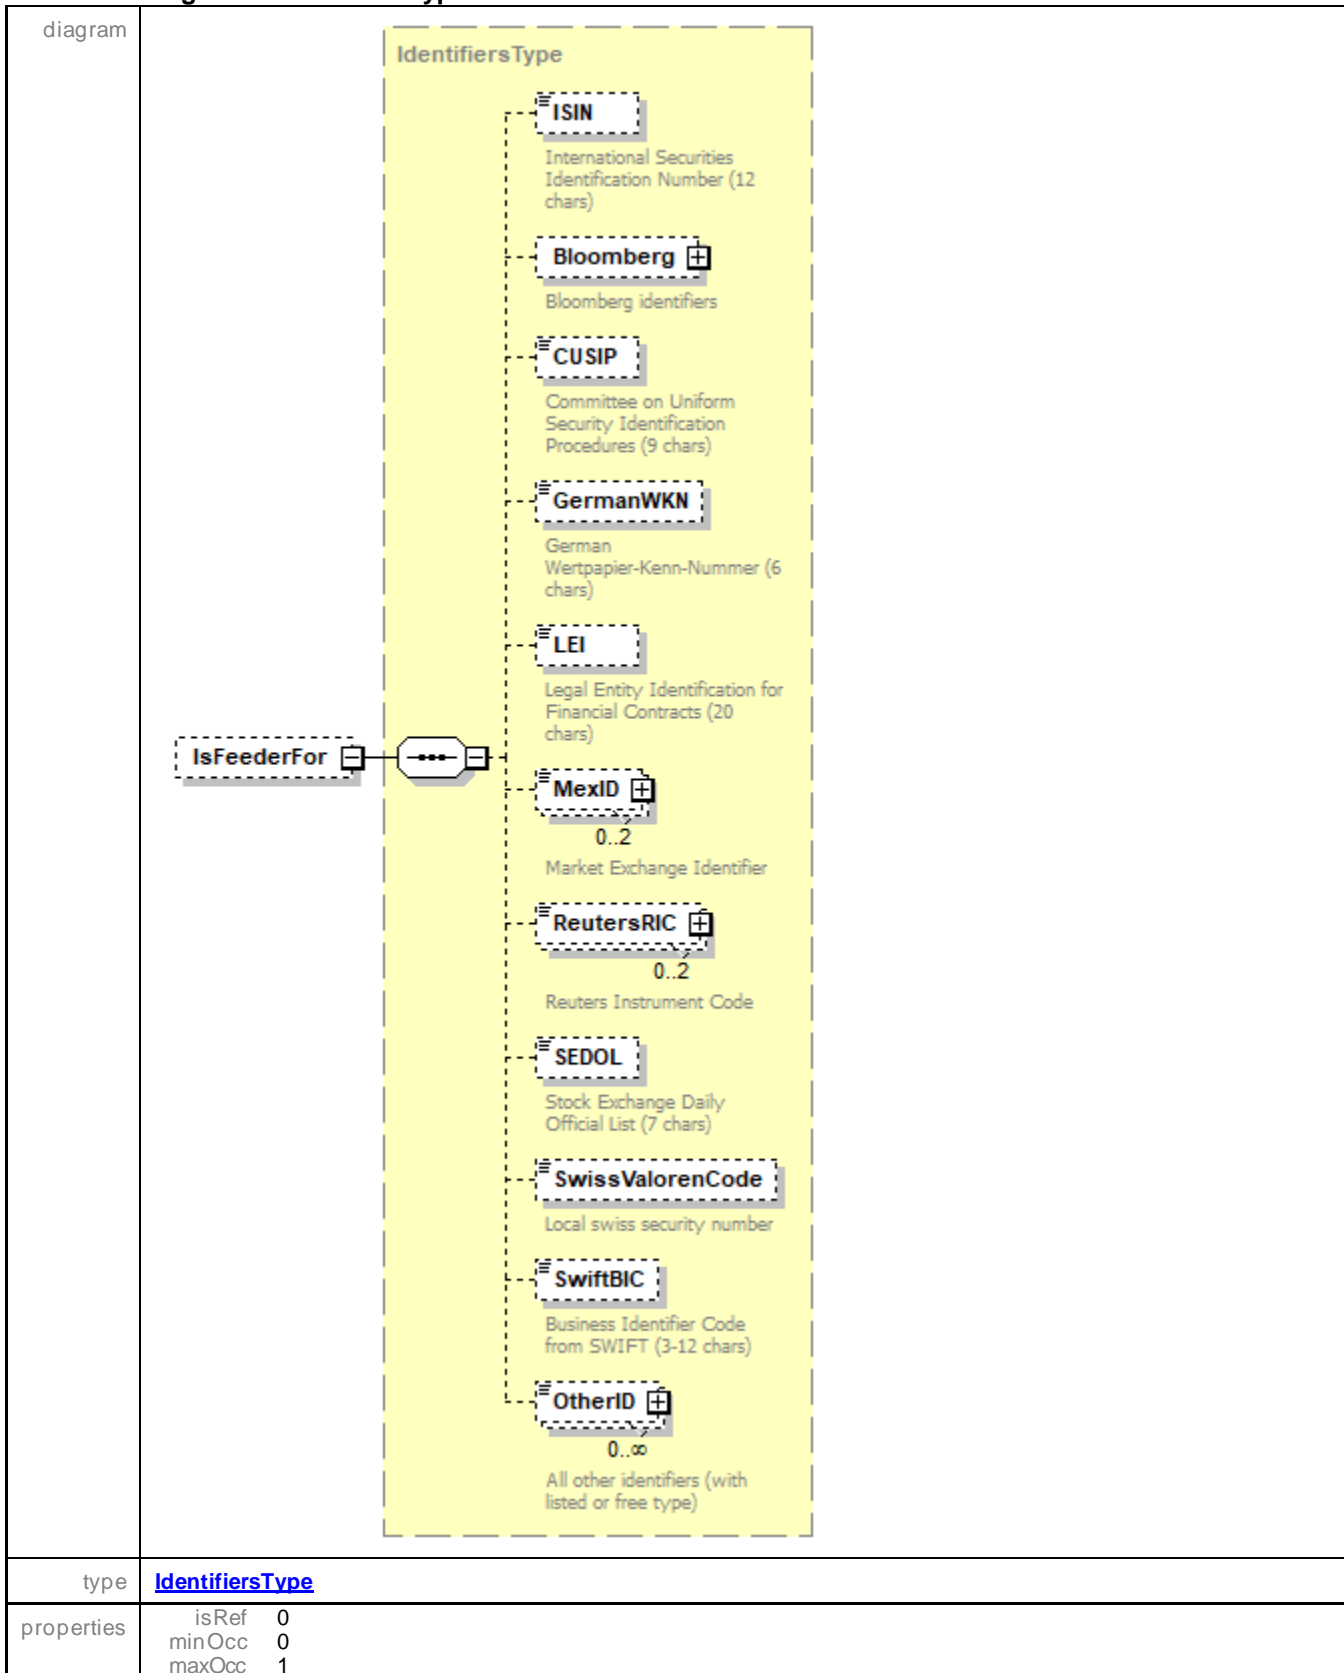 diagram
IdentifiersType
ISIN
International Securities
Identification Number (12
chars)
Bloomberg
Bloomberg identifiers
CUSIP
Committee on Uniform
Security Identification
Procedures (9 chars)
GermanWKN
German
Wertpapier-Kenn-Nummer (6
chars)
LEI
Legal Entity Identification for
Financial Contracts (20
chars)
IsFeederFor
MexID
0..2
Market Exchange Identifier
ReutersRIC
0..2
Reuters Instrument Code
SEDOL
Stock Exchange Daily
Official List (7 chars)
SwissValorenCode
Local swiss security number
SwiftBIC
Business Identifier Code
from SWIFT (3-12 chars)
OtherID
0..∞
All other identifiers (with
listed or free type)
type IdentifiersType
properties
isRef 0
minOcc 0
maxOcc 1